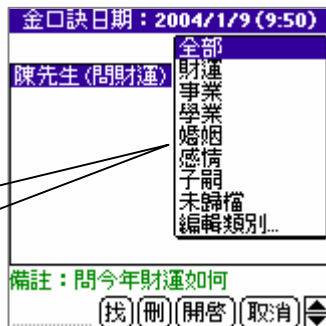 金口訣日期：2004/1/9 (9:50)
全部
陳先生(問財運)
財運
事業
學業
婚姻
感情
子嗣
未歸檔
編輯類別...
備註：問今年財運如何
找 刪 開啓 取消